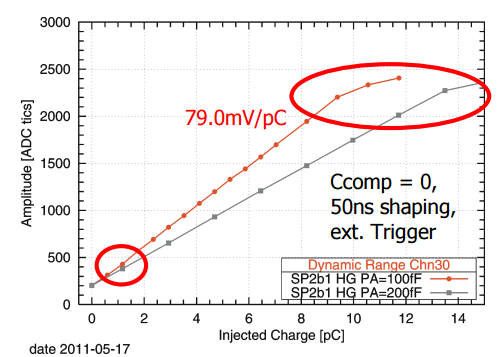 3000
2500
2000
1500
1000
500
0
Amplitude [ADC tics]
79.0mV/pC
Ccomp = 0,
50ns shaping,
ext. Trigger
Dynamic Range Chn30
SP2b1 HG PA=100fF
SP2b1 HG PA=200fF
0 2 4 6 8 10 12 14
Injected Charge [pC]
date 2011-05-17